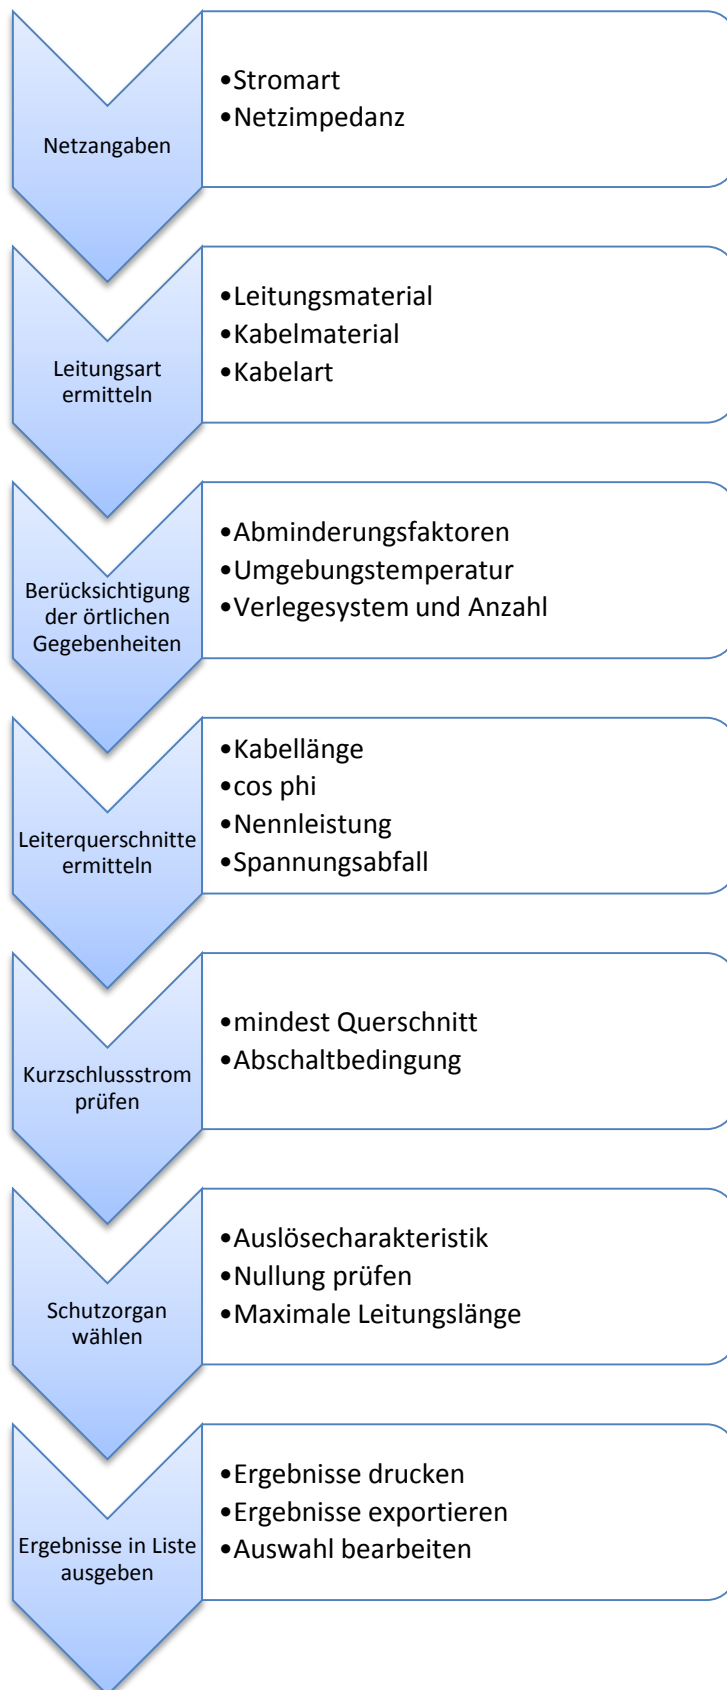 Netzangaben
•Stromart
•Netzimpedanz
Leitungsart
ermitteln
•Leitungsmaterial
•Kabelmaterial
•Kabelart
Berücksichtigung
der örtlichen
Gegebenheiten
•Abminderungsfaktoren
•Umgebungstemperatur
•Verlegesystem und Anzahl
Leiterquerschnitte
ermitteln
•Kabellänge
•cos phi
•Nennleistung
•Spannungsabfall
Kurzschlussstrom
prüfen
•mindest Querschnitt
•Abschaltbedingung
Schutzorgan
wählen
•Auslösecharakteristik
•Nullung prüfen
•Maximale Leitungslänge
Ergebnisse in Liste
ausgeben
•Ergebnisse drucken
•Ergebnisse exportieren
•Auswahl bearbeiten